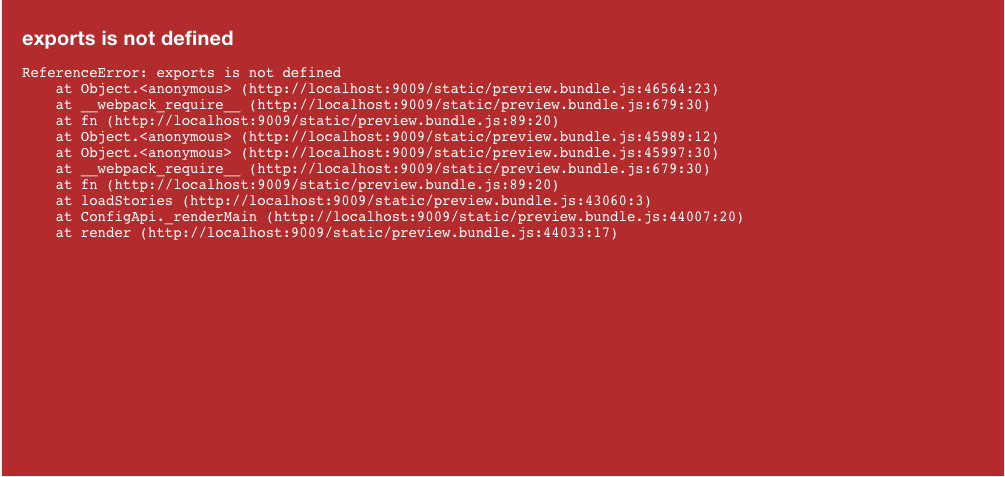 exports is not defined
ReferenceError: exports is not defined
at Object.<anonymous> (http://localhost:9009/static/preview.bundle.js:46564:23)
at __webpack_require__ (http://localhost:9009/static/preview.bundle.js:679:30)
at fn (http://localhost:9009/static/preview.bundle.js:89:20)
at Object.<anonymous> (http://localhost:9009/static/preview.bundle.js:45989:12)
at Object.<anonymous> (http://localhost:9009/static/preview.bundle.js:45997:30)
at __webpack_require__ (http://localhost:9009/static/preview.bundle.js:679:30)
at fn (http://localhost:9009/static/preview.bundle.js:89:20)
at loadStories (http://localhost:9009/static/preview.bundle.js:43060:3)
at ConfigApi._renderMain (http://localhost:9009/static/preview.bundle.js:44007:20)
at render (http://localhost:9009/static/preview.bundle.js:44033:17)